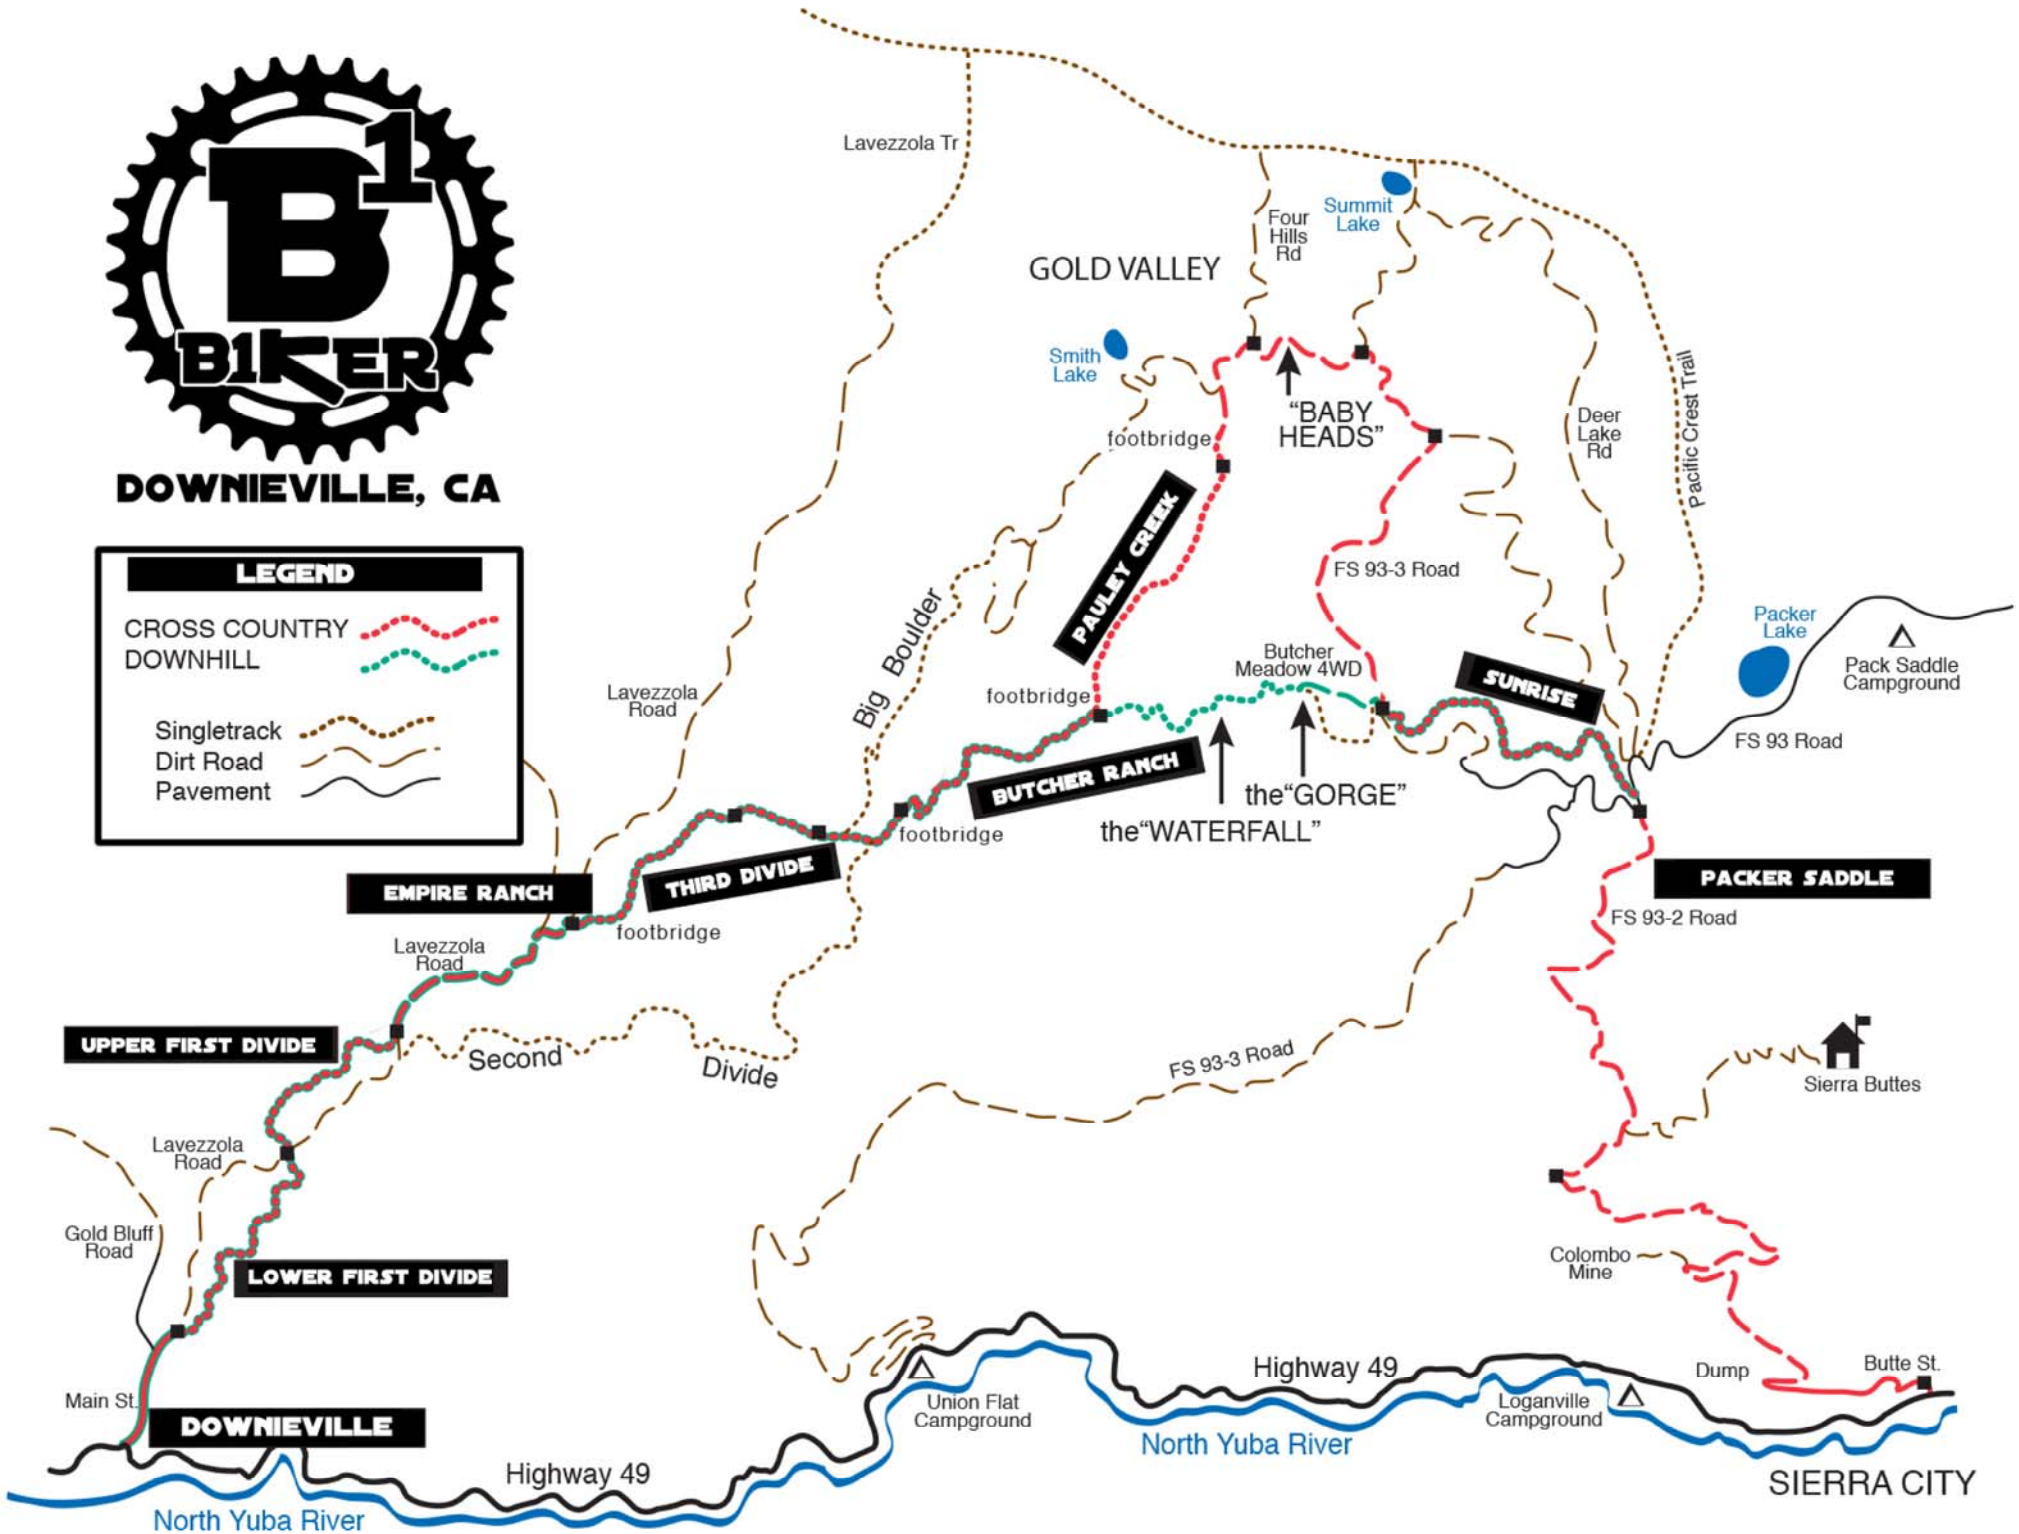 B1
B1KER
DOWNIEVILLE, CA
LEGEND
CROSS COUNTRY
DOWNHILL
Singletrack
Dirt Road
Pavement
Lavezzola Tr
GOLD VALLEY
Four
Hills
Rd
Summit
Lake
Smith
Lake
"BABY
HEADS"
footbridge
Deer
Lake
Rd
Pacific Crest Trail
PAULEY CREEK
FS 93-3 Road
Big Boulder
Butcher
Meadow 4WD
SUNRISE
Packer
Lake
Pack Saddle
Campground
FS 93 Road
Lavezzola
Road
footbridge
BUTCHER RANCH
the"GORGE"
the"WATERFALL"
footbridge
THIRD DIVIDE
EMPIRE RANCH
footbridge
PACKER SADDLE
FS 93-2 Road
Lavezzola
Road
UPPER FIRST DIVIDE
Second
Divide
FS 93-3 Road
Sierra Buttes
Lavezzola
Road
Gold Bluff
Road
LOWER FIRST DIVIDE
Colombo
Mine
Main St.
DOWNIEVILLE
Highway 49
North Yuba River
Union Flat
Campground
Highway 49
North Yuba River
Loganville
Campground
Dump
Butte St.
SIERRA CITY